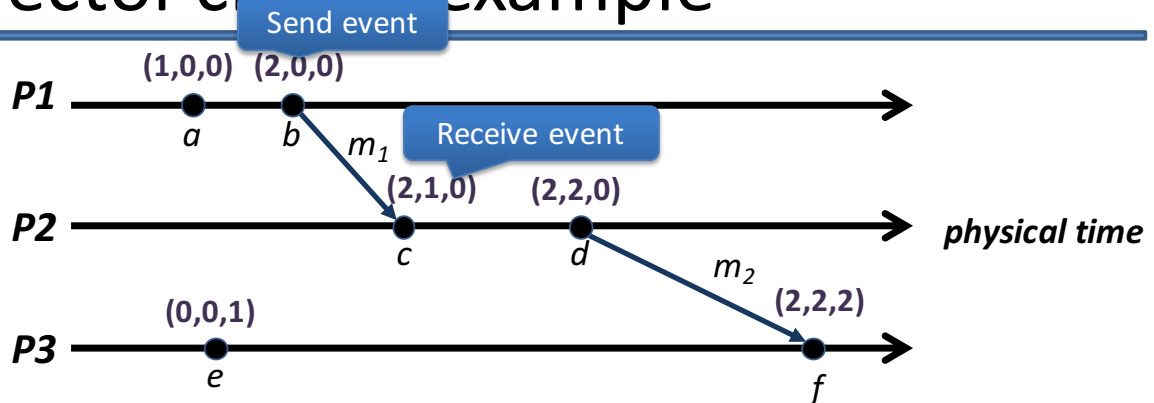 example
Send event
(1,0,0) (2,0,0)
P1
a b
m1
Receive event
(2,1,0) (2,2,0)
P2
c d
physical time
m2
(0,0,1)
(2,2,2)
P3
e
f